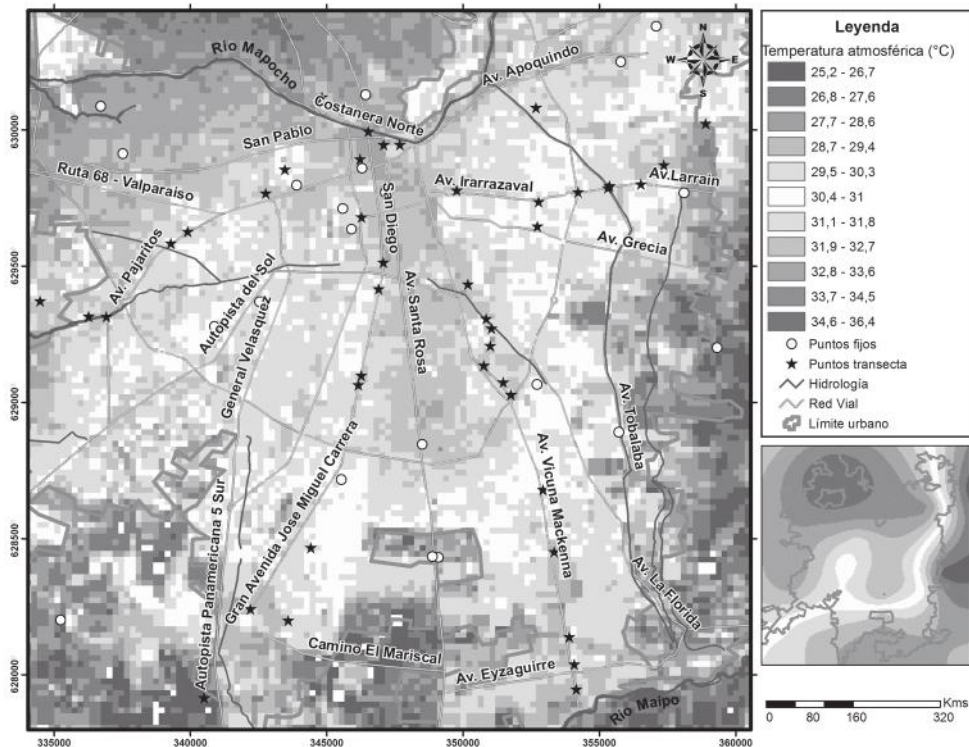 Río Mapocho
Av. Apoquindo
N
W
E
S
Costanera Norte
San Pablo
Ruta 68 - Valparaiso
Av. Irarrazaval
Av.Larrain
San Diego
Av. Grecia
Av. Pajaritos
Autopista del Sol
General Velasquez
Av. Santa Rosa
Av. Tobalaba
Autopista Panamericana 5 Sur
Gran Avenida Jose Miguel Carrera
Av. Vicuna Mackenna
Av. La Florida
Camino El Mariscal
Av. Eyzaguirre
Rio Maipo
630000
629500
629000
628500
628000
335000
340000
345000
350000
355000
360000
Leyenda
Temperatura atmosférica (°C)
25,2 - 26,7
26,8 - 27,6
27,7 - 28,6
28,7 - 29,4
29,5 - 30,3
30,4 - 31
31,1 - 31,8
31,9 - 32,7
32,8 - 33,6
33,7 - 34,5
34,6 - 36,4
Puntos fijos
Puntos transecta
Hidrología
Red Vial
Límite urbano
Kms
0 80 160 320